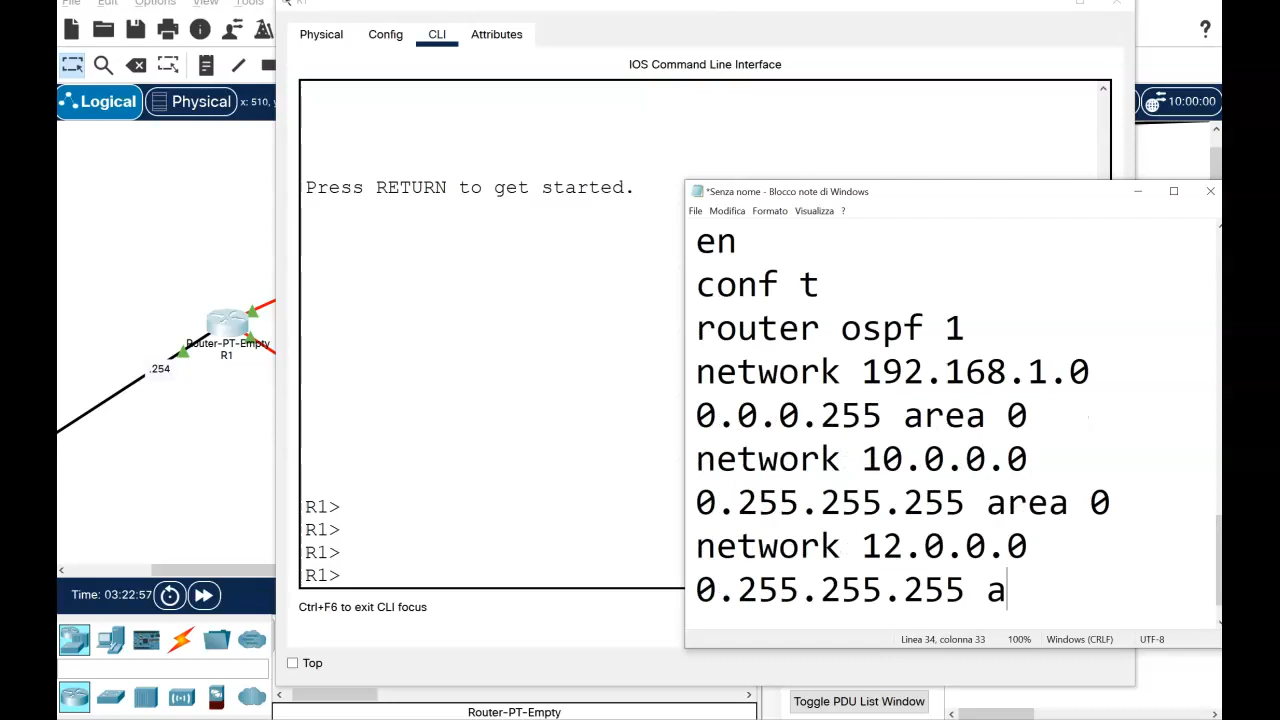 File Edit Options View Tools
R1
Physical Config CLI Attributes
IOS Command Line Interface
Logical Physical x: 510, y
10:00:00
Press RETURN to get started.
*Senza nome - Blocco note di Windows
File Modifica Formato Visualizza ?
en
conf t
router ospf 1
network 192.168.1.0
0.0.0.255 area 0
network 10.0.0.0
0.255.255.255 area 0
network 12.0.0.0
0.255.255.255 a
Router-PT-Empty
R1
.254
R1>
R1>
R1>
R1>
Time: 03:22:57
Ctrl+F6 to exit CLI focus
Linea 34, colonna 33 100% Windows (CRLF) UTF-8
Top
Toggle PDU List Window
Router-PT-Empty